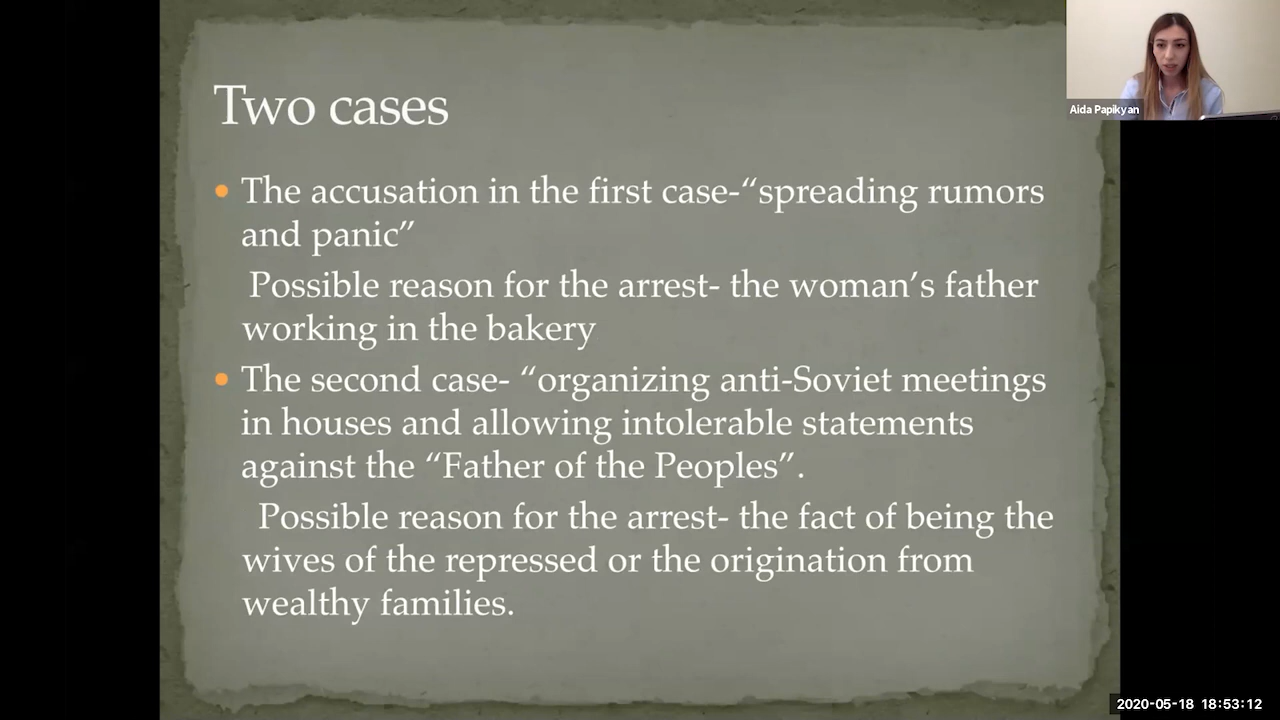 Two cases
Aida Papikyan
The accusation in the first case-“spreading rumors
and panic”
Possible reason for the arrest- the woman’s father
working in the bakery
The second case- “organizing anti-Soviet meetings
in houses and allowing intolerable statements
against the “Father of the Peoples”.
Possible reason for the arrest- the fact of being the
wives of the repressed or the origination from
wealthy families.
2020-05-18 18:53:12